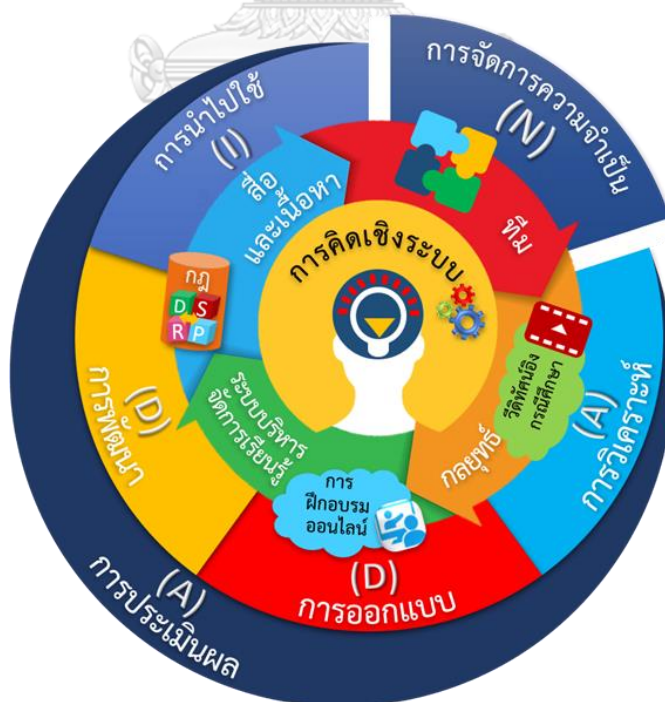 การจัดการความจำเป็น
(N)
การวิเคราะห์
(A)
การออกแบบ
(D)
การพัฒนา
(D)
การนำไปใช้
(I)
การประเมินผล
(A)
ทีม
กลยุทธ์
วีดิทัศน์อิง
กรณีศึกษา
ระบบบริหาร
จัดการเรียนรู้
การ
ฝึกอบรม
ออนไลน์
สื่อ
และเนื้อหา
กฎ
D S
R P
การคิดเชิงระบบ